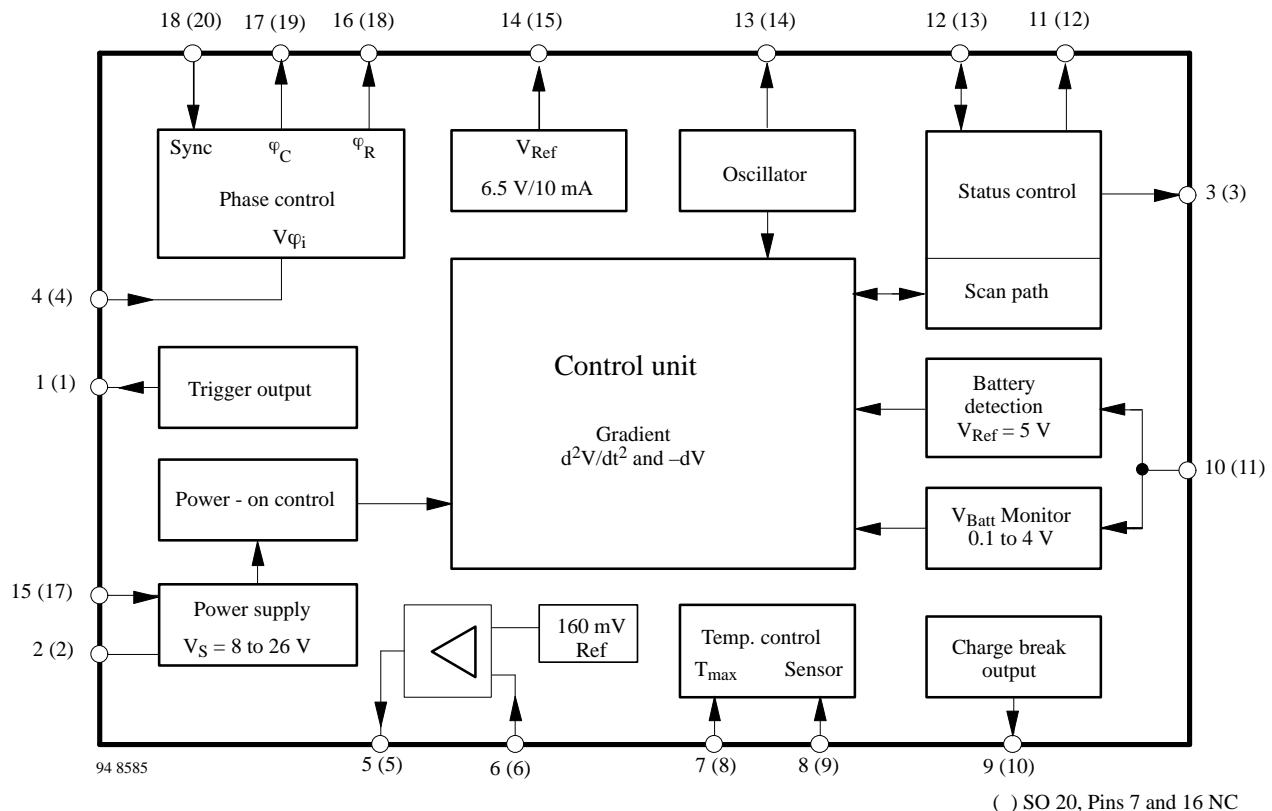 18 (20)
17 (19)
16 (18)
14 (15)
13 (14)
12 (13)
11 (12)
Sync
φC
φR
Phase control
Vφi
VRef
6.5 V/10 mA
Oscillator
Status control
Scan path
3 (3)
4 (4)
1 (1)
Trigger output
Control unit
Gradient
d²V/dt² and –dV
Battery
detection
VRef = 5 V
10 (11)
Power - on control
VBatt Monitor
0.1 to 4 V
15 (17)
Power supply
VS = 8 to 26 V
2 (2)
160 mV
Ref
Temp. control
Tmax
Sensor
Charge break
output
94 8585
5 (5)
6 (6)
7 (8)
8 (9)
9 (10)
( ) SO 20, Pins 7 and 16 NC